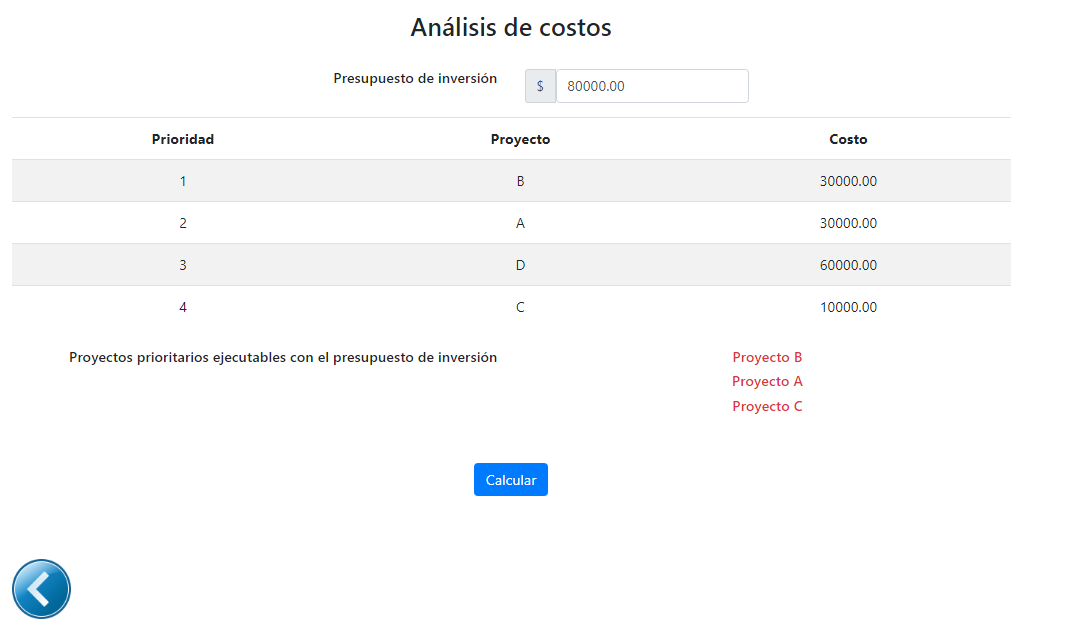 Análisis de costos
Presupuesto de inversión $ 80000.00
Prioridad Proyecto Costo
1 B 30000.00
2 A 30000.00
3 D 60000.00
4 C 10000.00
Proyectos prioritarios ejecutables con el presupuesto de inversión Proyecto B
Proyecto A
Proyecto C
Calcular